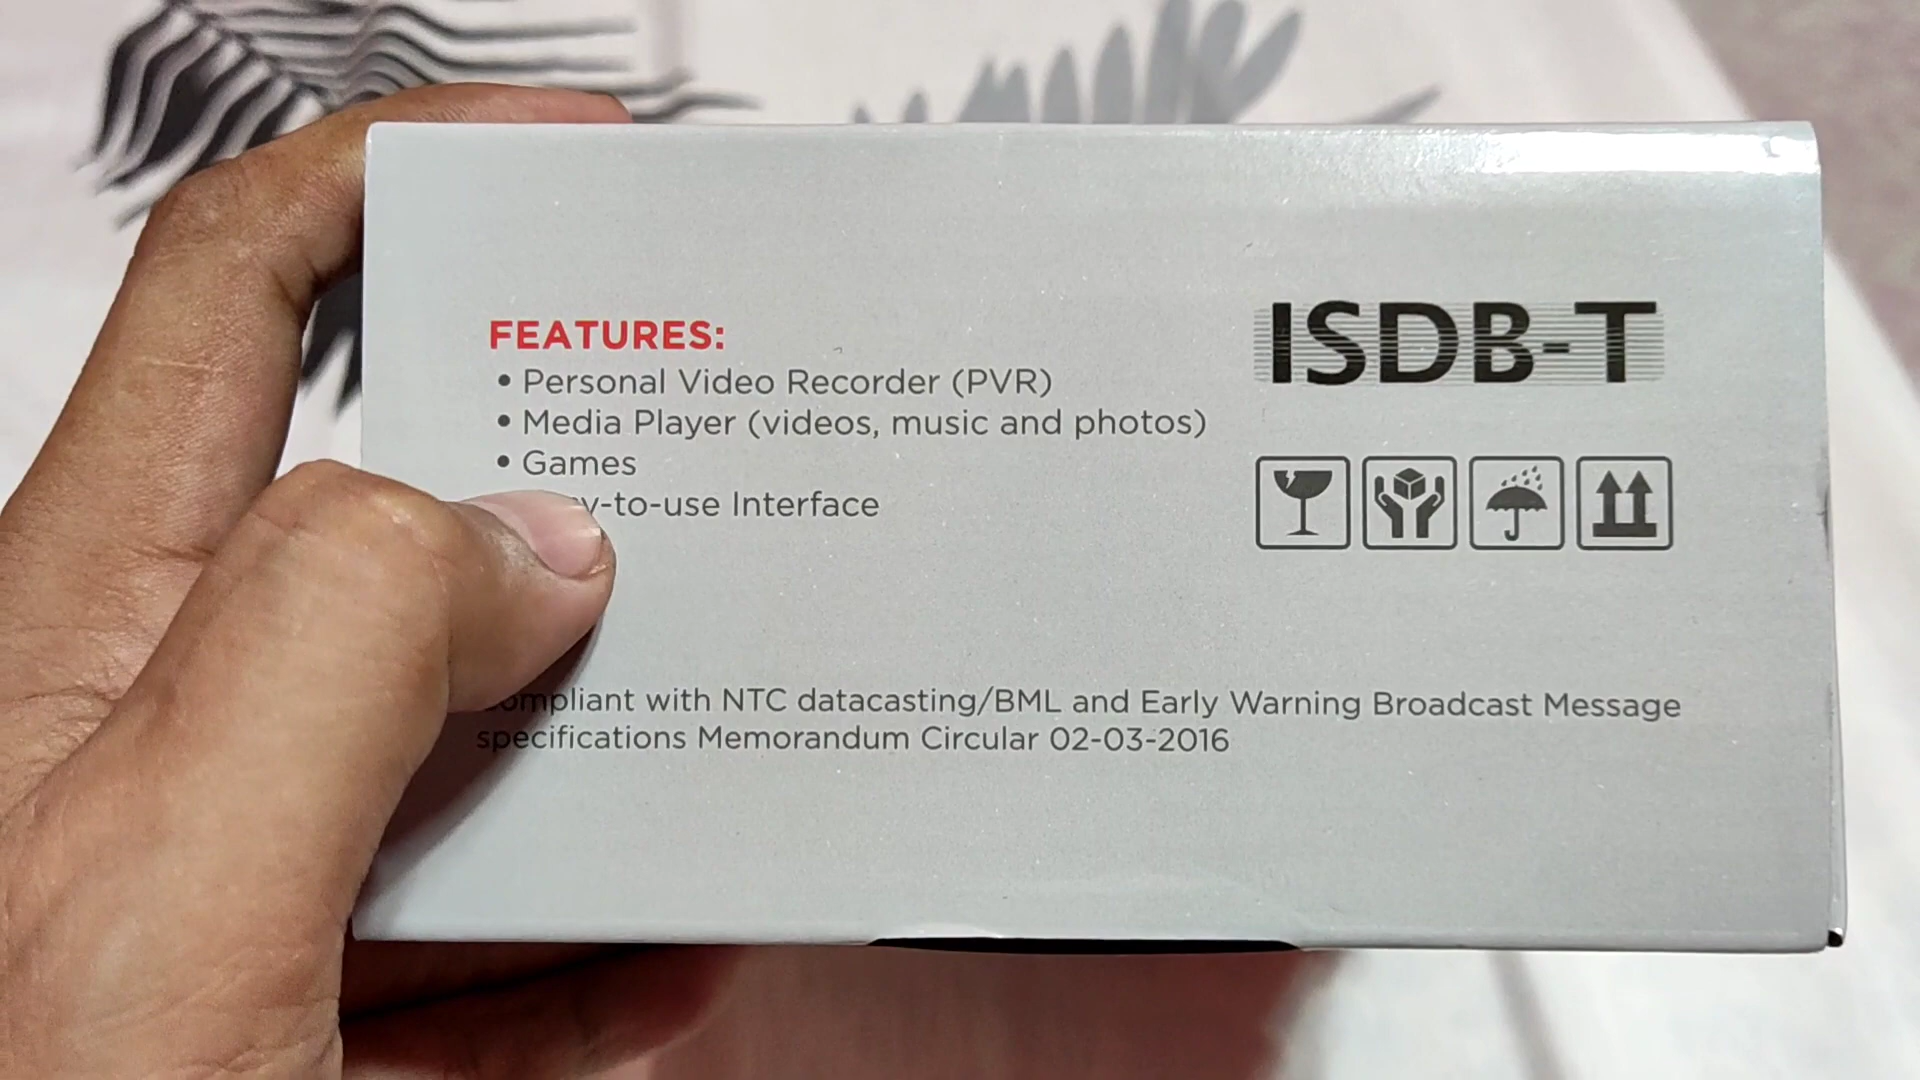 FEATURES:
• Personal Video Recorder (PVR)
• Media Player (videos, music and photos)
• Games
-to-use Interface
ISDB-T
with NTC datacasting/BML and Early Warning Broadcast Message
specifications Memorandum Circular 02-03-2016